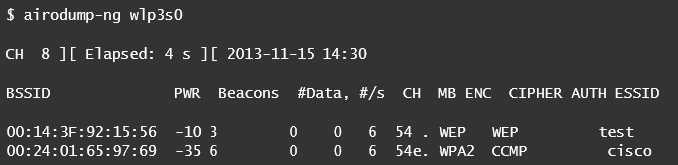 $ airodump-ng wlp3s0
CH 8 ][ Elapsed: 4 s ][ 2013-11-15 14:30
BSSID PWR Beacons #Data, #/s CH MB ENC CIPHER AUTH ESSID
00:14:3F:92:15:56 -10 3 0 0 6 54 . WEP WEP test
00:24:01:65:97:69 -35 6 0 0 6 54e. WPA2 CCMP cisco